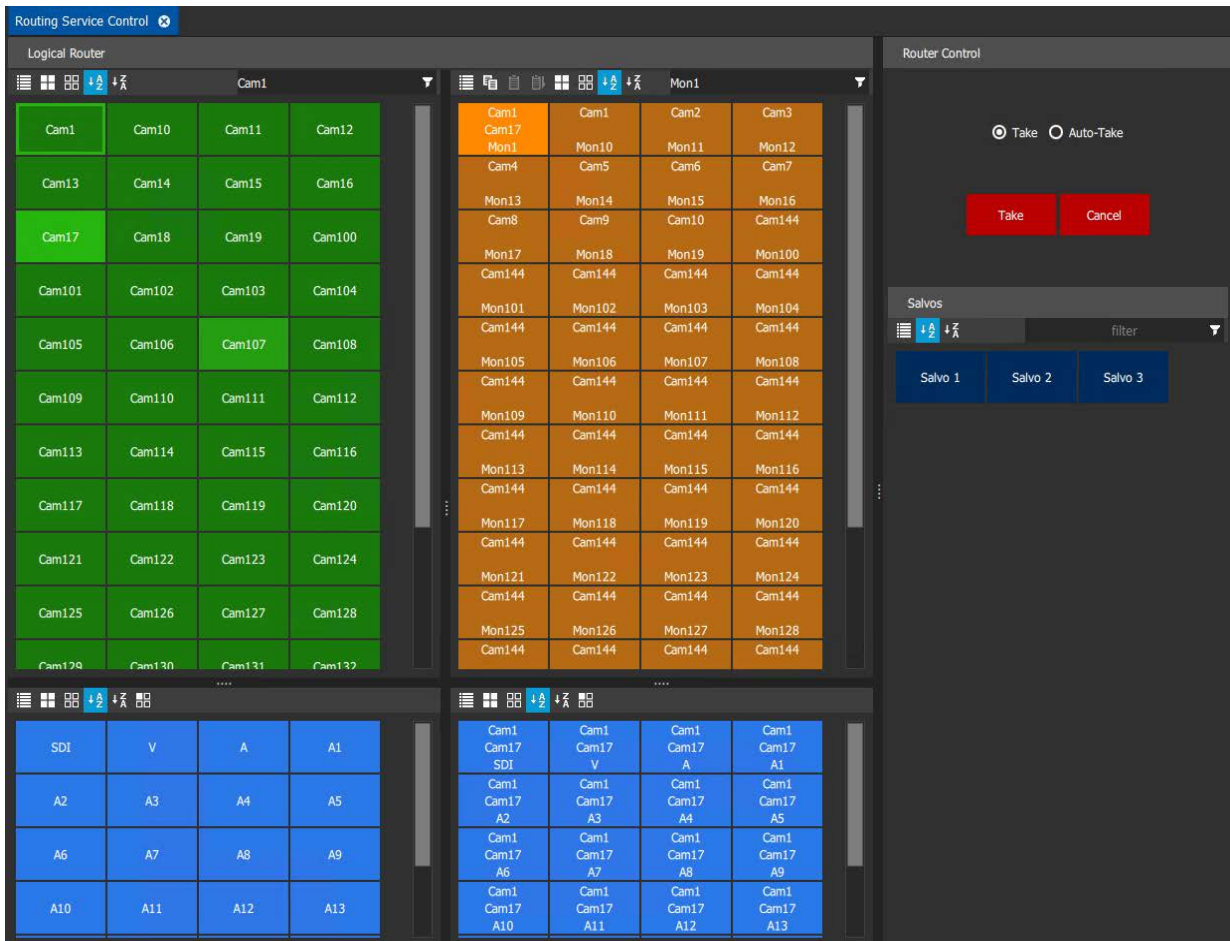 Routing Service Control
Logical Router
Cam1
Cam1 Cam10 Cam11 Cam12
Cam13 Cam14 Cam15 Cam16
Cam17 Cam18 Cam19 Cam100
Cam101 Cam102 Cam103 Cam104
Cam105 Cam106 Cam107 Cam108
Cam109 Cam110 Cam111 Cam112
Cam113 Cam114 Cam115 Cam116
Cam117 Cam118 Cam119 Cam120
Cam121 Cam122 Cam123 Cam124
Cam125 Cam126 Cam127 Cam128
Cam129 Cam130 Cam131 Cam132
Mon1
Cam1 Cam1 Cam2 Cam3
Cam17
Mon1 Mon10 Mon11 Mon12
Cam4 Cam5 Cam6 Cam7
Mon13 Mon14 Mon15 Mon16
Cam8 Cam9 Cam10 Cam144
Mon17 Mon18 Mon19 Mon100
Cam144 Cam144 Cam144 Cam144
Mon101 Mon102 Mon103 Mon104
Cam144 Cam144 Cam144 Cam144
Mon105 Mon106 Mon107 Mon108
Cam144 Cam144 Cam144 Cam144
Mon109 Mon110 Mon111 Mon112
Cam144 Cam144 Cam144 Cam144
Mon113 Mon114 Mon115 Mon116
Cam144 Cam144 Cam144 Cam144
Mon117 Mon118 Mon119 Mon120
Cam144 Cam144 Cam144 Cam144
Mon121 Mon122 Mon123 Mon124
Cam144 Cam144 Cam144 Cam144
Mon125 Mon126 Mon127 Mon128
Cam144 Cam144 Cam144 Cam144
SDI V A A1
A2 A3 A4 A5
A6 A7 A8 A9
A10 A11 A12 A13
Cam1 Cam1 Cam1 Cam1
Cam17 Cam17 Cam17 Cam17
SDI V A A1
Cam1 Cam1 Cam1 Cam1
Cam17 Cam17 Cam17 Cam17
A2 A3 A4 A5
Cam1 Cam1 Cam1 Cam1
Cam17 Cam17 Cam17 Cam17
A6 A7 A8 A9
Cam1 Cam1 Cam1 Cam1
Cam17 Cam17 Cam17 Cam17
A10 A11 A12 A13
Router Control
Take Auto-Take
Take Cancel
Salvos
filter
Salvo 1 Salvo 2 Salvo 3